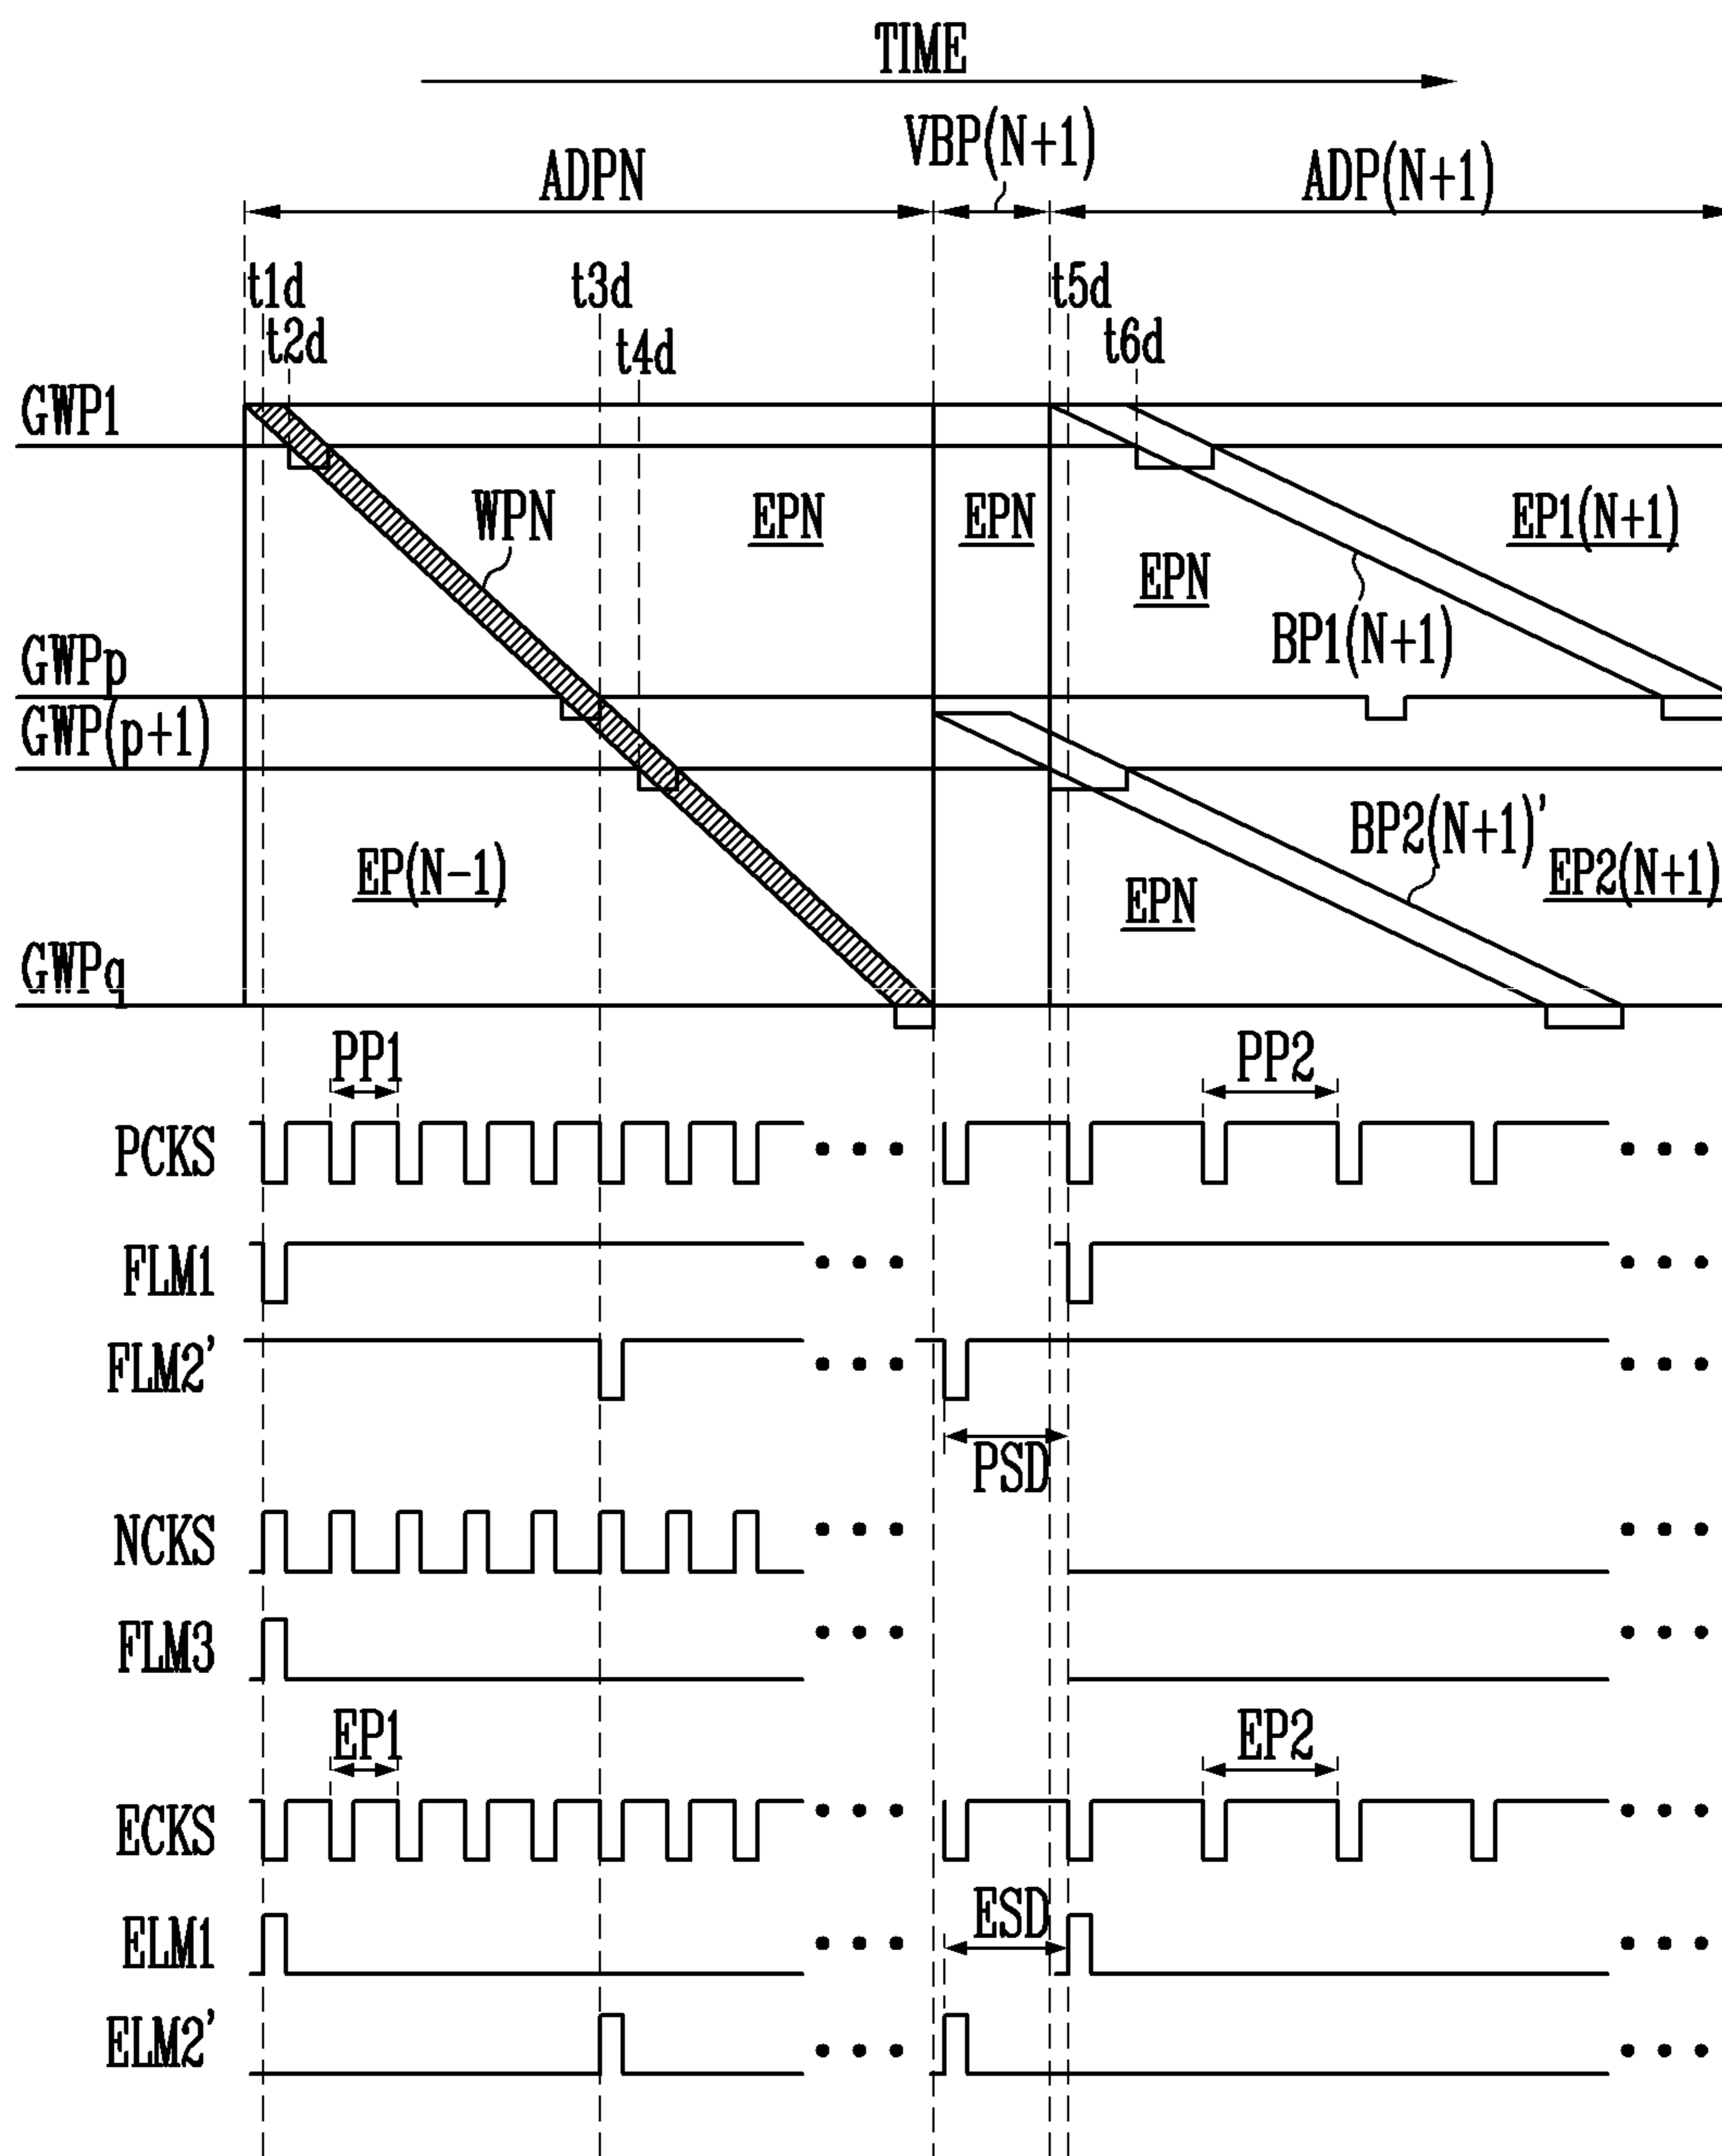 TIME
VBP(N+1)
ADPN
ADP(N+1)
t1d
t3d
t5d
t2d
t4d
t6d
GWP1
WPN
EPN
EPN
EP1(N+1)
EPN
BP1(N+1)
GWPp
GWP(p+1)
BP2(N+1)'
EP(N-1)
EP2(N+1)
EPN
GWPq
PP1
PP2
PCKS
FLM1
FLM2'
PSD
NCKS
FLM3
EP1
EP2
ECKS
ESD
ELM1
ELM2'